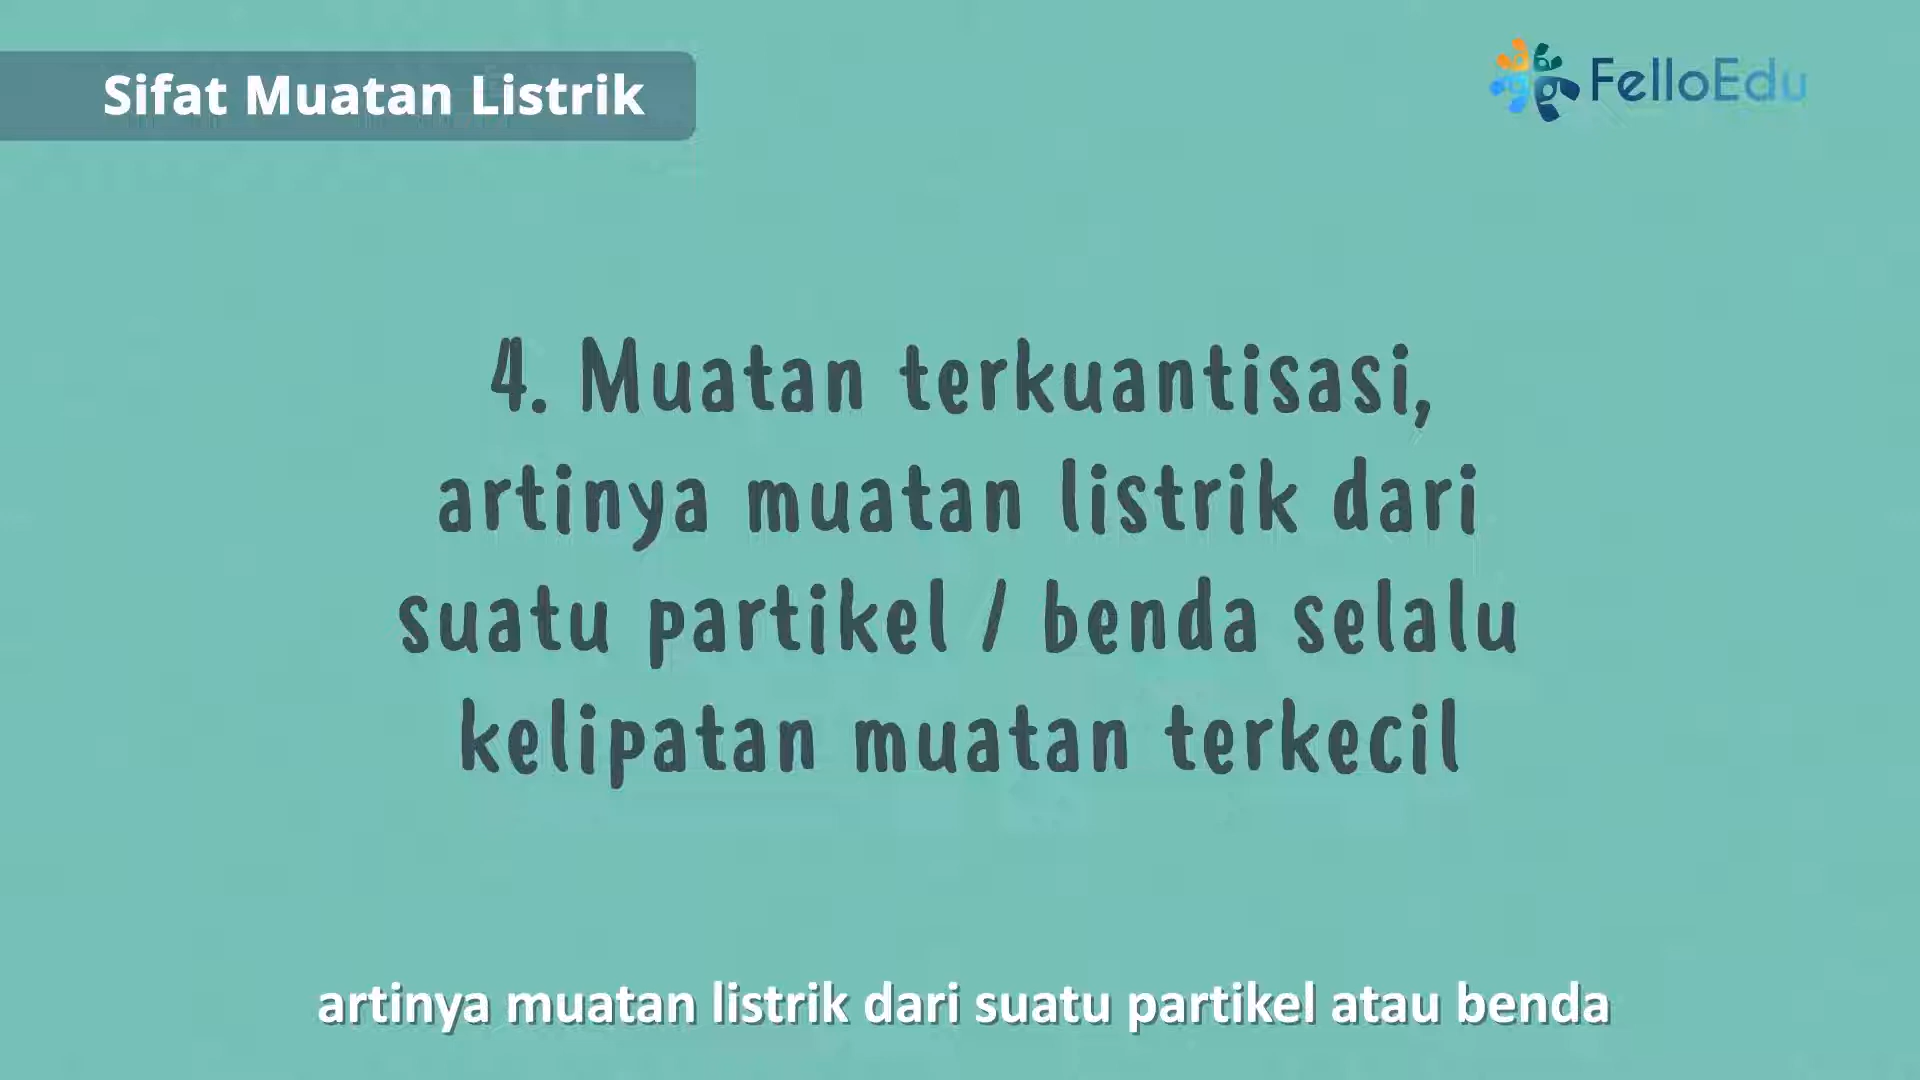 Sifat Muatan Listrik
FelloEdu
4. Muatan terkuantisasi,
artinya muatan listrik dari
suatu partikel / benda selalu
kelipatan muatan terkecil
artinya muatan listrik dari suatu partikel atau benda